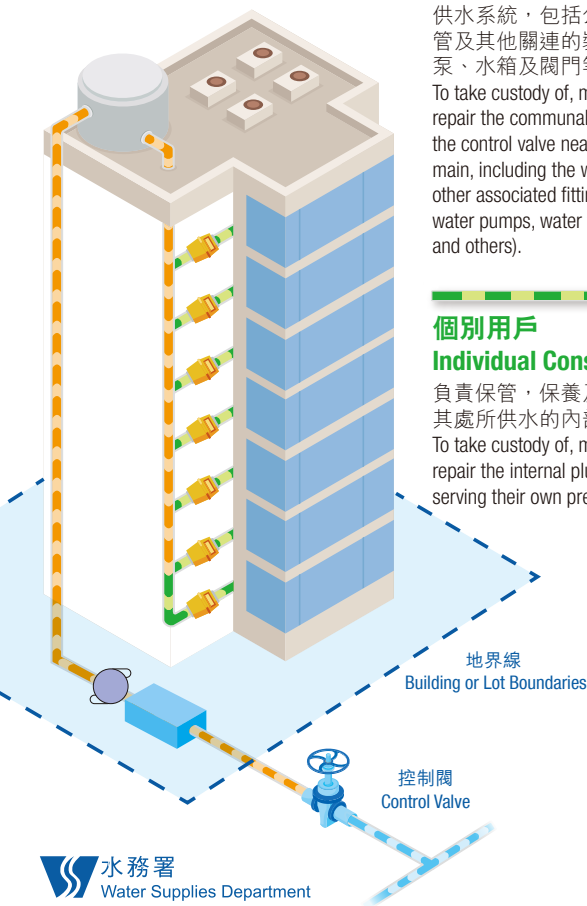 供水系統，包括公
管及其他關連的
泵、水箱及閥門
To take custody of, m
repair the communal
the control valve nea
main, including the w
other associated fittin
water pumps, water
and others).
個別用戶
Individual Cons
負責保管，保養及
其處所供水的內部
To take custody of, m
repair the internal plu
serving their own pre
地界線
Building or Lot Boundaries
控制閥
Control Valve
水務署
Water Supplies Department